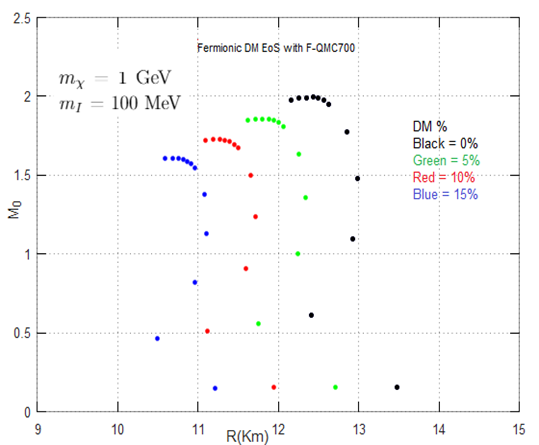 Fermionic DM EoS with F-QMC700
m_χ = 1 GeV
m_I = 100 MeV
DM %
Black = 0%
Green = 5%
Red = 10%
Blue = 15%
2.5
2
1.5
1
0.5
0
M0
9 10 11 12 13 14 15
R(Km)